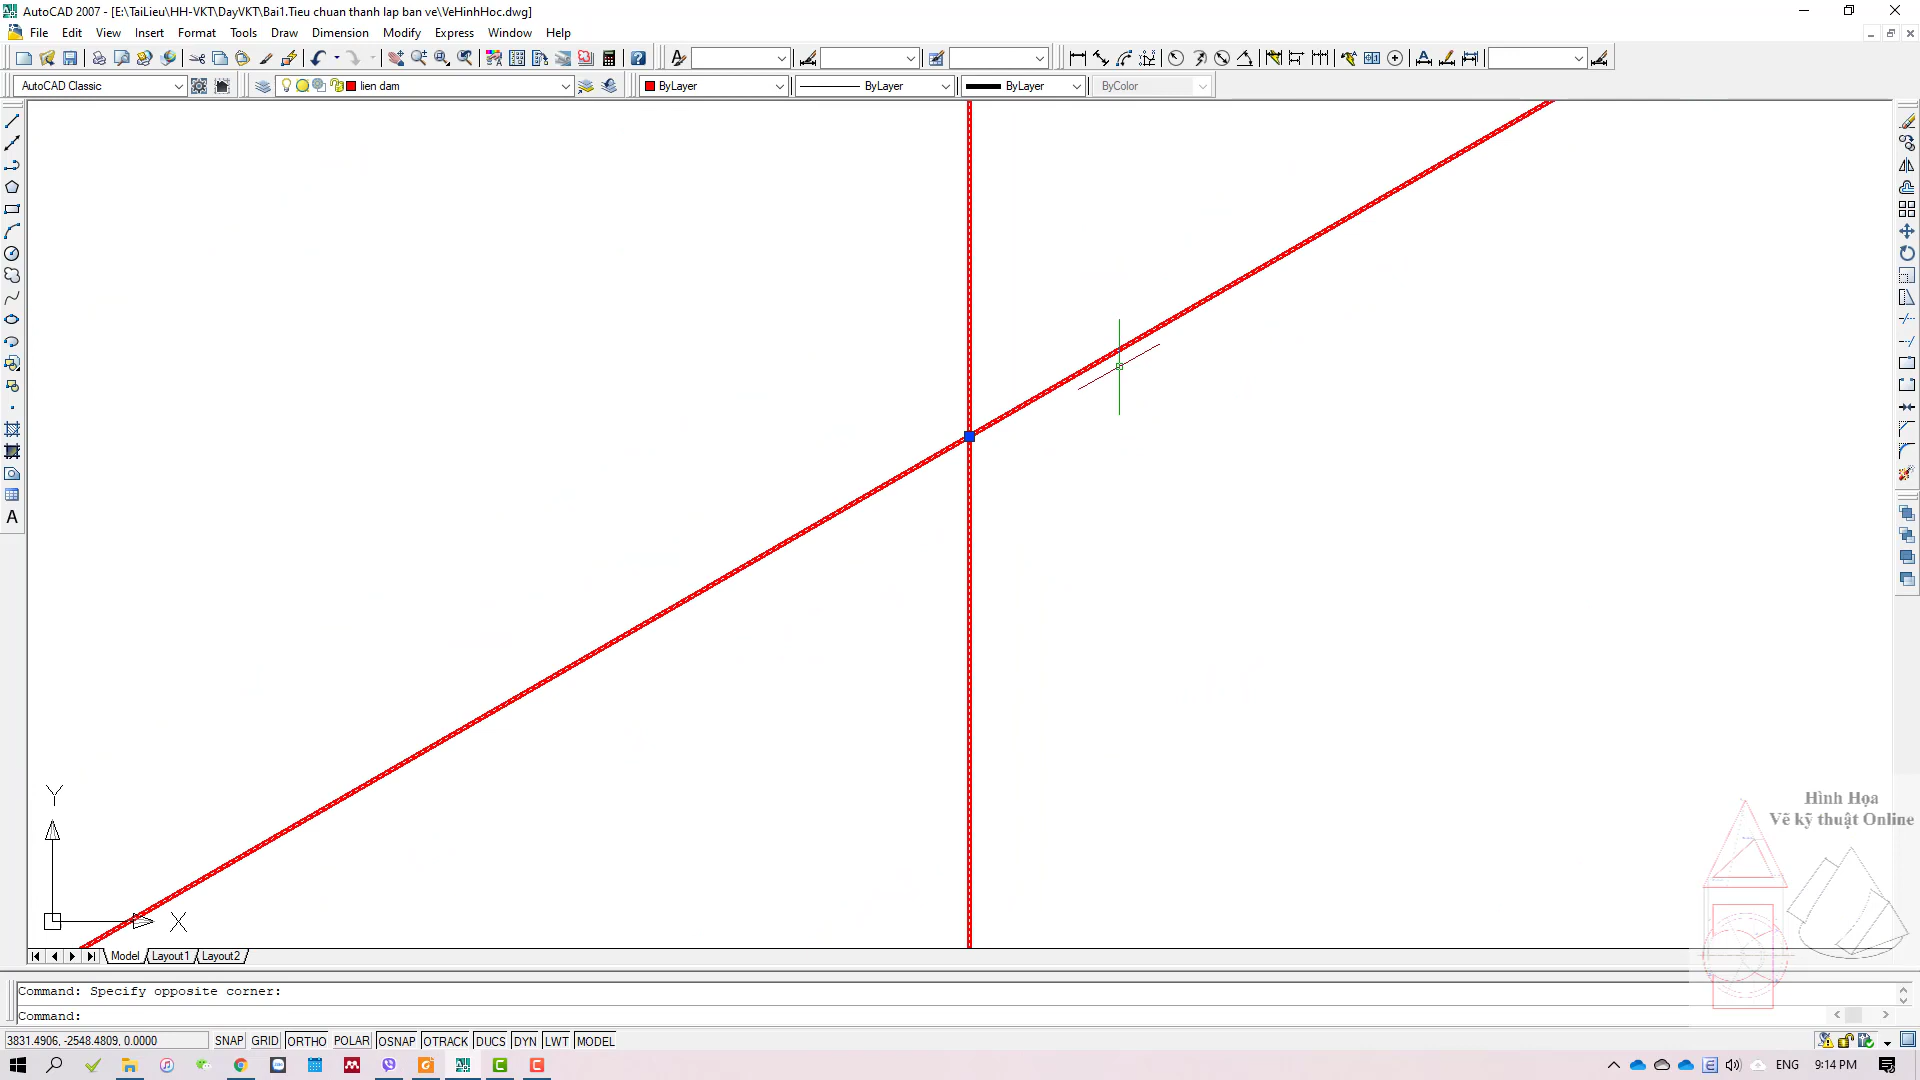 AutoCAD 2007 - [E:\TaiLieu\HH-VKT\DayVKT\Bai1.Tieu chuan thanh lap ban ve\VeHinhHoc.dwg]
File Edit View Insert Format Tools Draw Dimension Modify Express Window Help
AutoCAD Classic
lien dam
ByLayer
ByLayer
ByLayer
ByColor
A
Y
X
Hình Họa
Vẽ kỹ thuật Online
Model Layout1 Layout2
Command: Specify opposite corner:
Command:
3831.4906, -2548.4809, 0.0000 SNAP GRID ORTHO POLAR OSNAP OTRACK DUCS DYN LWT MODEL
ENG 9:14 PM